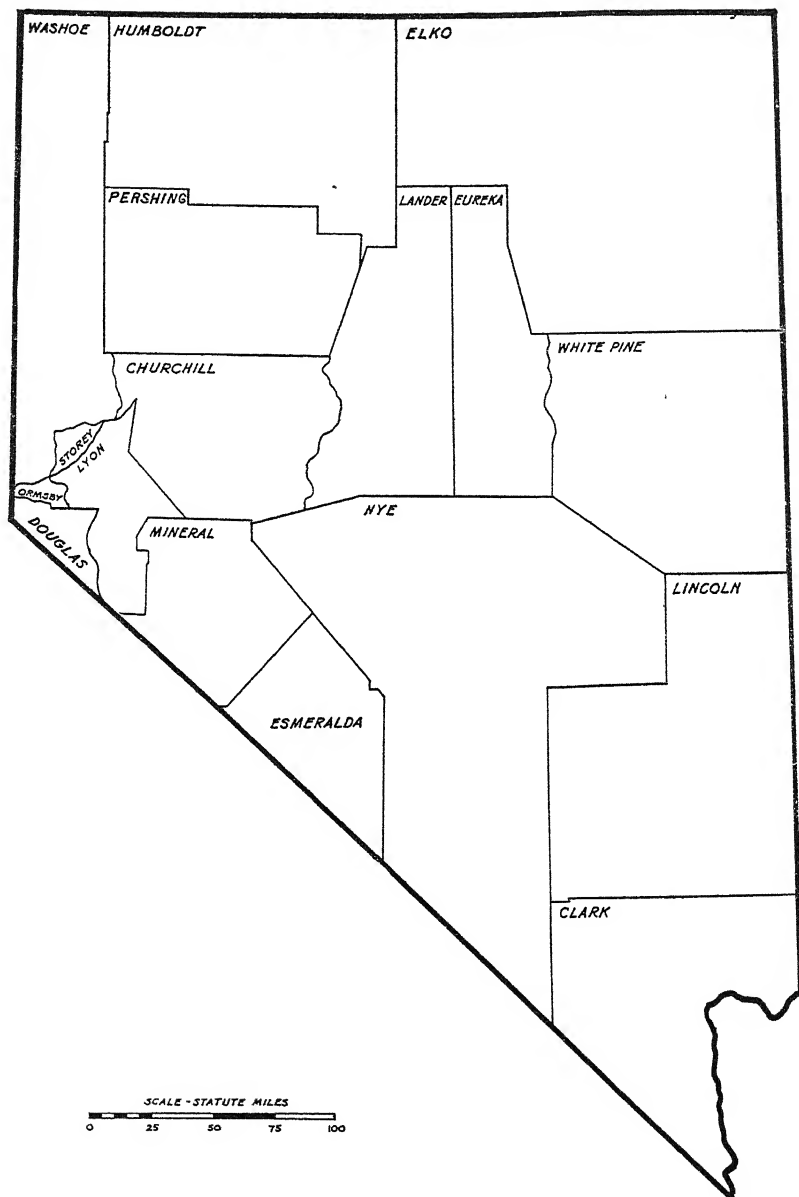 WASHOE
HUMBOLDT
ELKO
PERSHING
LANDER
EUREKA
WHITE PINE
CHURCHILL
STOREY
LYON
ORMSBY
DOUGLAS
MINERAL
NYE
LINCOLN
ESMERALDA
CLARK
SCALE - STATUTE MILES
0 25 50 75 100